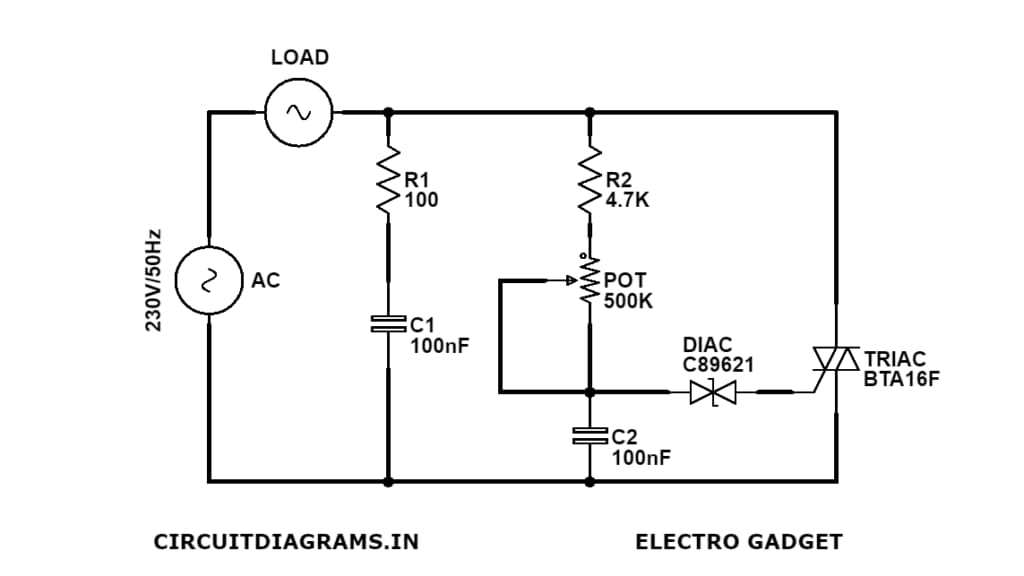 LOAD
R1
100
R2
4.7K
230V/50Hz
AC
POT
500K
C1
100nF
DIAC
C89621
TRIAC
BTA16F
C2
100nF
CIRCUITDIAGRAMS.IN
ELECTRO GADGET